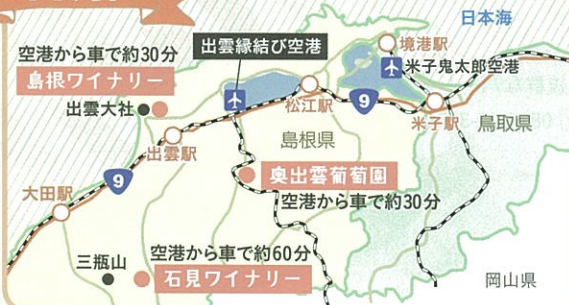 日本海
空港から車で約30分
島根ワイナリー
出雲大社
出雲縁結び空港
境港駅
米子鬼太郎空港
松江駅
9
米子駅
鳥取県
島根県
出雲駅
奥出雲葡萄園
空港から車で約30分
9
大田駅
三瓶山
空港から車で約60分
石見ワイナリー
岡山県